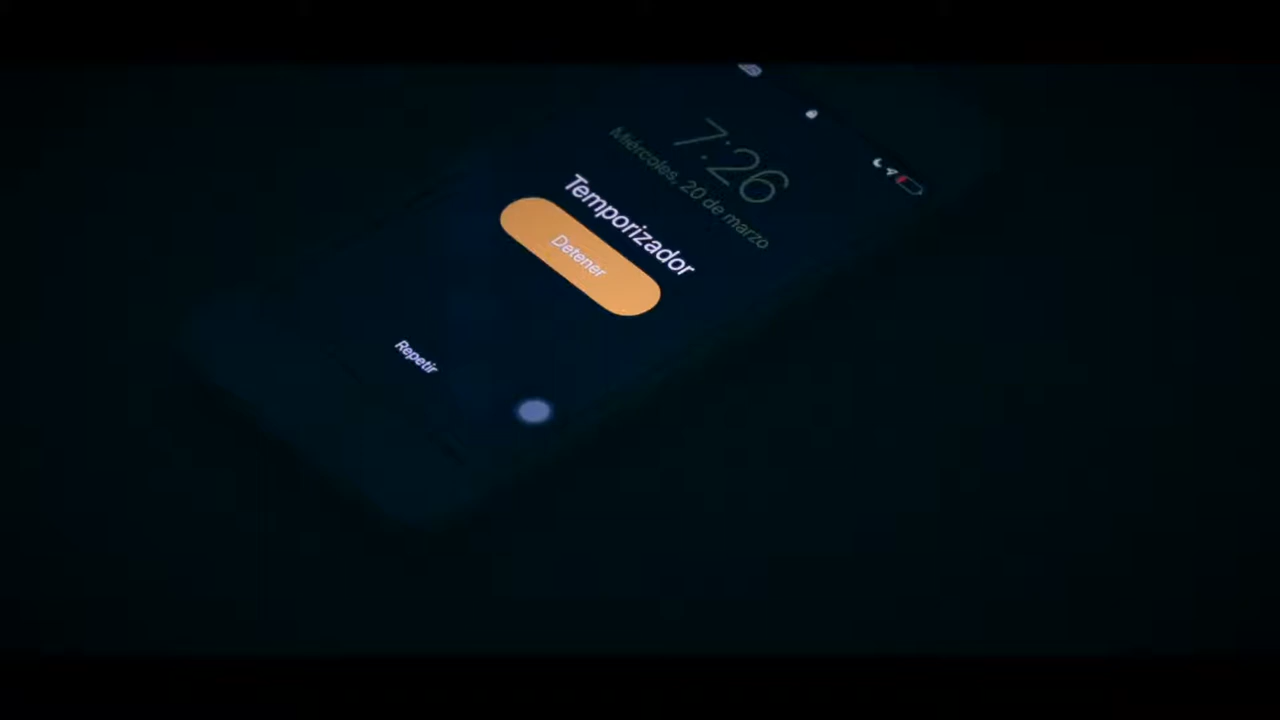 7:26
Miércoles, 20 de marzo
Temporizador
Detener
Repetir